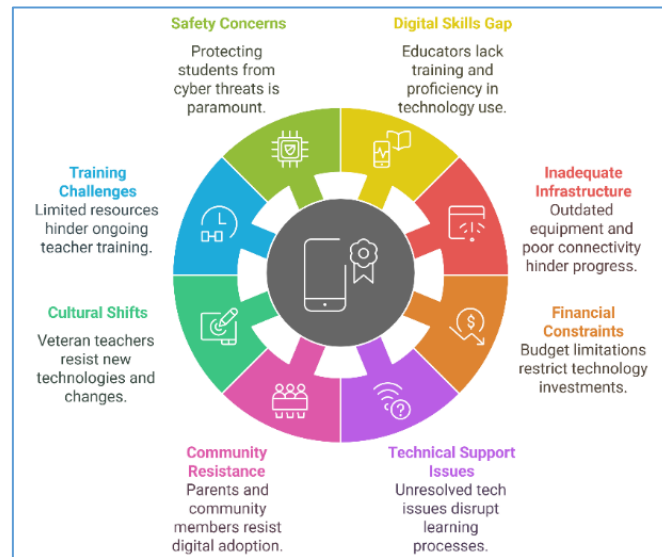 Safety Concerns
Protecting
students from
cyber threats is
paramount.
Digital Skills Gap
Educators lack
training and
proficiency in
technology use.
Training
Challenges
Limited resources
hinder ongoing
teacher training.
Inadequate
Infrastructure
Outdated
equipment and
poor connectivity
hinder progress.
Cultural Shifts
Veteran teachers
resist new
technologies and
changes.
Financial
Constraints
Budget limitations
restrict technology
investments.
Community
Resistance
Parents and
community
members resist
digital adoption.
Technical Support
Issues
Unresolved tech
issues disrupt
learning
processes.